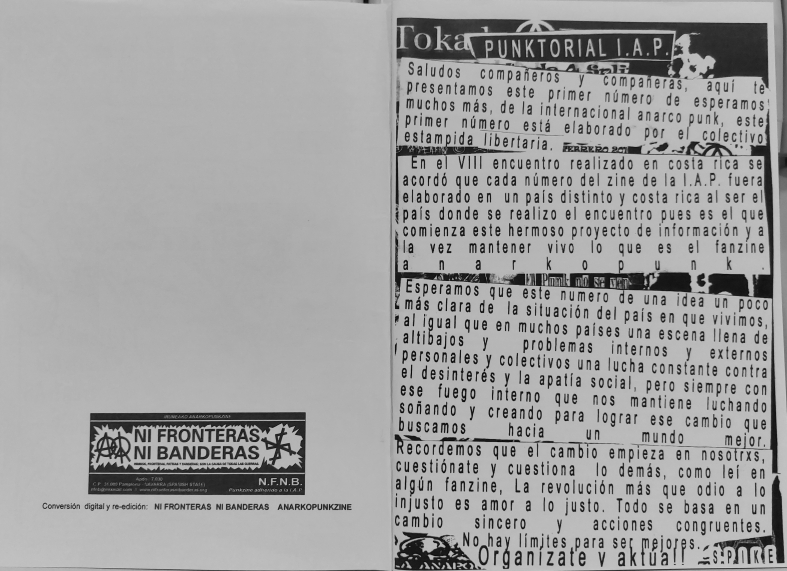 NI FRONTERAS
NI BANDERAS
N.F.N.B.
Conversión digital y re-edición: NI FRONTERAS NI BANDERAS ANARKOPUNKZINE
Toka
PUNKTORIAL I.A.P.
Saludos compañeros y compañeras, aquí te
presentamos este primer número de esperamos
muchos más, de la internacional anarco punk, este
primer número está elaborado por el colectivo
estampida libertaria.
FEBRERO 201
En el VIII encuentro realizado en costa rica se
acordó que cada número del zine de la I.A.P. fuera
elaborado en un país distinto y costa rica al ser el
país donde se realizo el encuentro pues es el que
comienza este hermoso proyecto de información y a
la vez mantener vivo lo que es el fanzine
a n a r k o p u n k .
Esperamos que este numero de una idea un poco
más clara de la situación del país en que vivimos,
al igual que en muchos países una escena llena de
altibajos y problemas internos y externos
personales y colectivos una lucha constante contra
el desinterés y la apatía social, pero siempre con
ese fuego interno que nos mantiene luchando
soñando y creando para lograr ese cambio que
buscamos hacia un mundo mejor.
Recordemos que el cambio empieza en nosotrxs,
cuestiónate y cuestiona lo demás, como leí en
algún fanzine, La revolución más que odio a lo
injusto es amor a lo justo. Todo se basa en un
cambio sincero y acciones congruentes.
No hay límites para ser mejores.
Organízate y aktúa!!